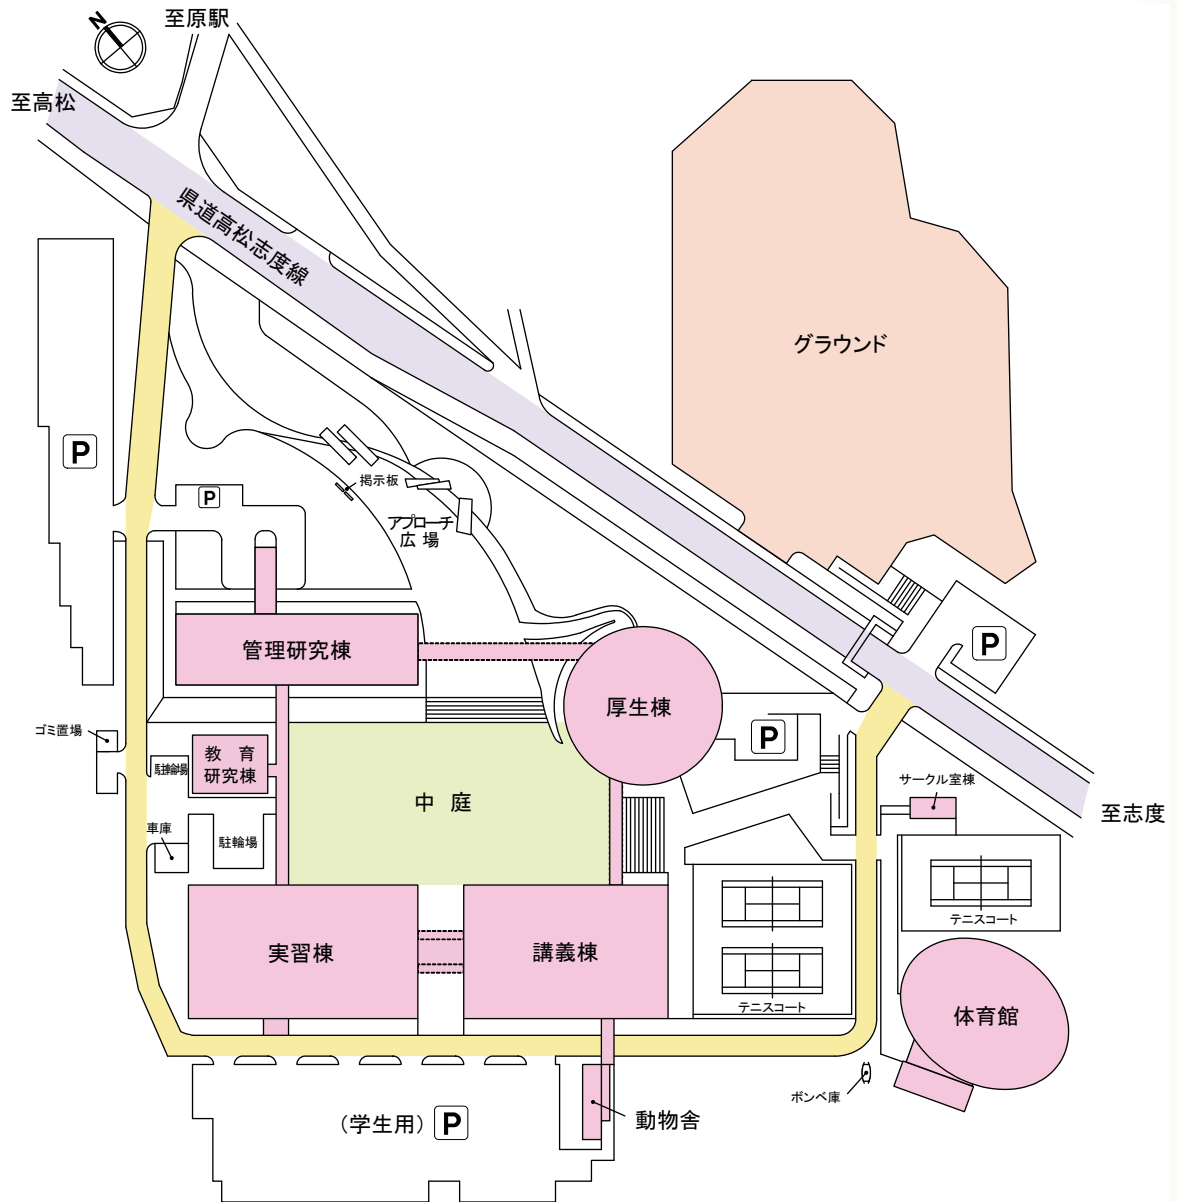 至原駅
N
至高松
県道高松志度線
グラウンド
P
P
掲示板
アプローチ
広場
管理研究棟
P
厚生棟
P
ゴミ置場
教 育
研究棟
駐輪場
中 庭
サークル室棟
至志度
車庫
駐輪場
テニスコート
実習棟
講義棟
テニスコート
体育館
ボンベ庫
(学生用) P
動物舎